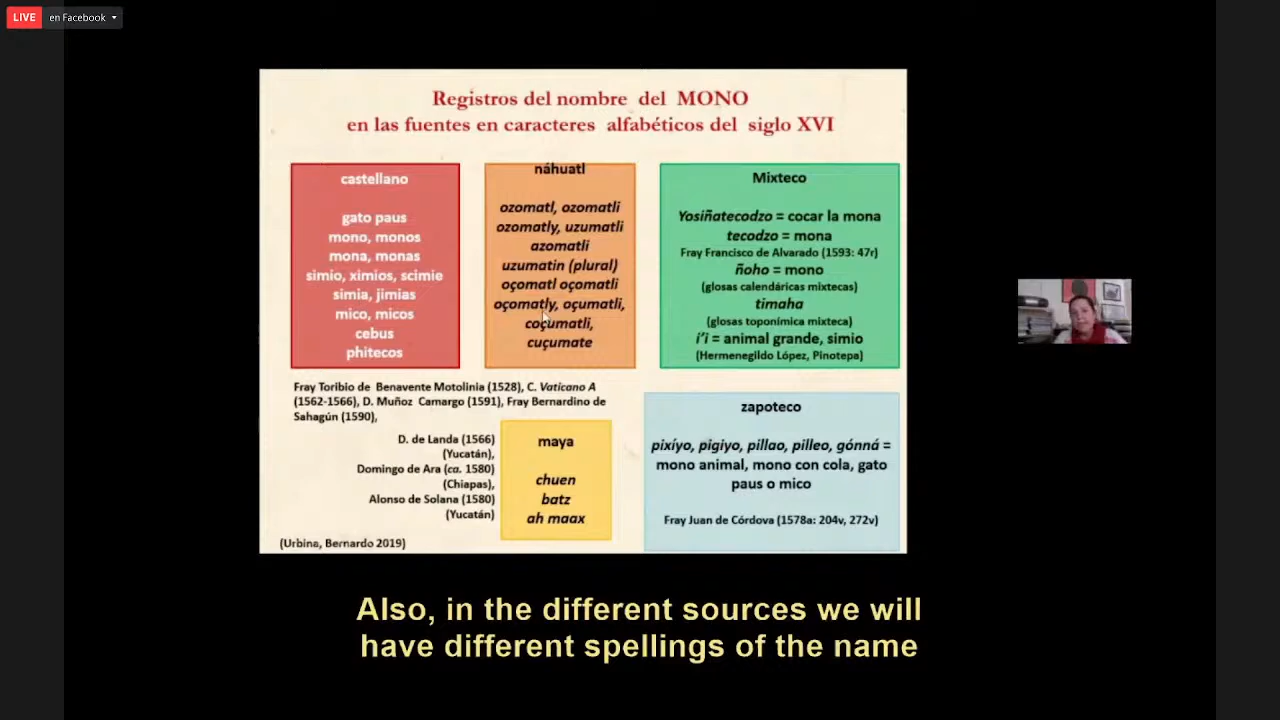 LIVE en Facebook
Registros del nombre del MONO
en las fuentes en caracteres alfabéticos del siglo XVI
castellano
gato paus
mono, monos
mona, monas
simio, ximios, scimie
simia, jimias
mico, micos
cebus
phitecos
náhuatl
ozomatl, ozomatli
ozomatly, uzumatli
azomatli
uzumatin (plural)
oçomatl oçomatli
oçomatly, oçumatli,
coçumatli,
cuçumate
Mixteco
Yosiñatecodzo = cocar la mona
tecodzo = mona
Fray Francisco de Alvarado (1593: 47r)
ñoho = mono
(glosas calendáricas mixtecas)
timaha
(glosas toponímica mixteca)
i'i = animal grande, simio
(Hermenegildo López, Pinotepa)
Fray Toribio de Benavente Motolinia (1528), C. Vaticano A
(1562-1566), D. Muñoz Camargo (1591), Fray Bernardino de
Sahagún (1590),
D. de Landa (1566)
(Yucatán),
Domingo de Ara (ca. 1580)
(Chiapas),
Alonso de Solana (1580)
(Yucatán)
maya
chuen
batz
ah maax
zapoteco
pixíyo, pigiyo, pillao, pilleo, gónná =
mono animal, mono con cola, gato
paus o mico
Fray Juan de Córdova (1578a: 204v, 272v)
(Urbina, Bernardo 2019)
Also, in the different sources we will
have different spellings of the name